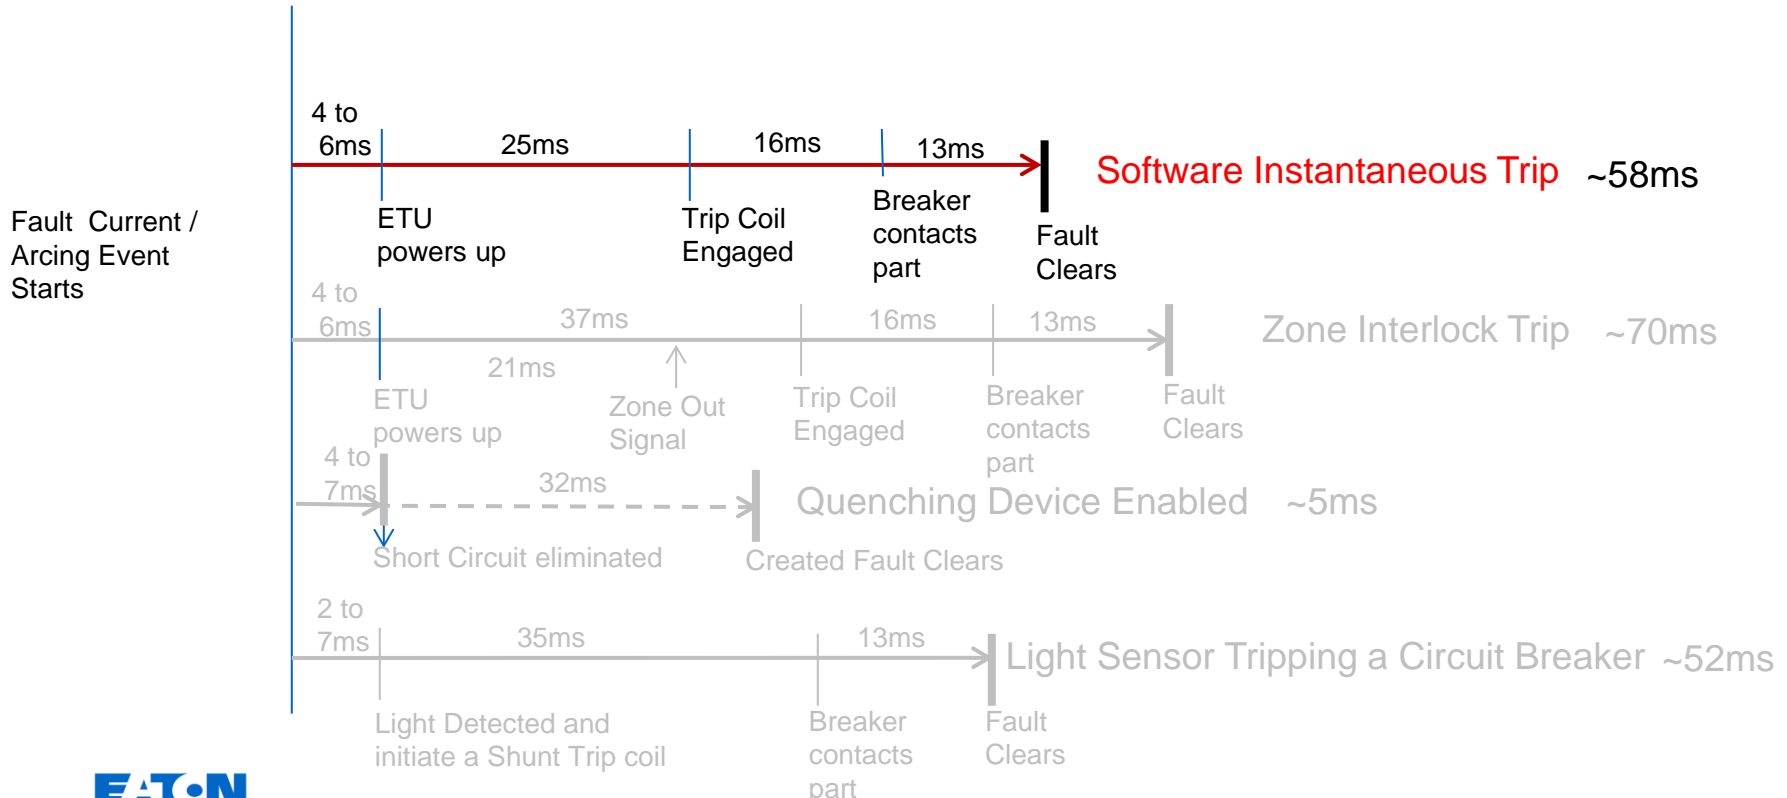 4 to
6ms
25ms
16ms
13ms
Software Instantaneous Trip ~58ms
Fault Current /
Arcing Event
Starts
ETU
powers up
Trip Coil
Engaged
Breaker
contacts
part
Fault
Clears
4 to
6ms
37ms
16ms
13ms
Zone Interlock Trip ~70ms
21ms
ETU
powers up
Zone Out
Signal
Trip Coil
Engaged
Breaker
contacts
part
Fault
Clears
4 to
7ms
32ms
Quenching Device Enabled ~5ms
Short Circuit eliminated
Created Fault Clears
2 to
7ms
35ms
13ms
Light Sensor Tripping a Circuit Breaker ~52ms
Light Detected and
initiate a Shunt Trip coil
Breaker
contacts
part
Fault
Clears
EATON